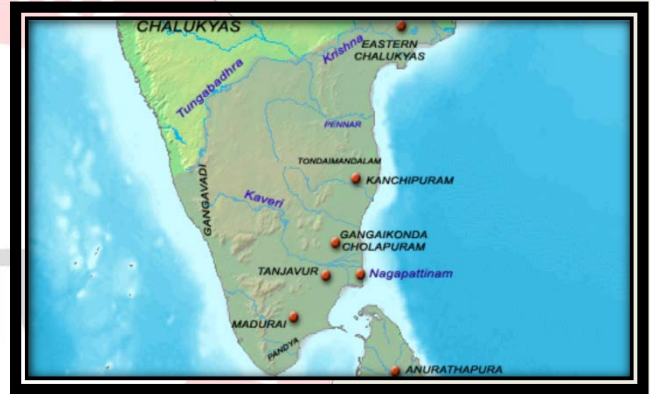 CHALUKYAS
Krishna
EASTERN
CHALUKYAS
Tungabadhra
PENNAR
TONDAIMANDALAM
KANCHIPURAM
GANGAVADI
Kaveri
GANGAIKONDA
CHOLAPURAM
TANJAVUR
Nagapattinam
MADURAI
PANDYA
ANURATHAPURA